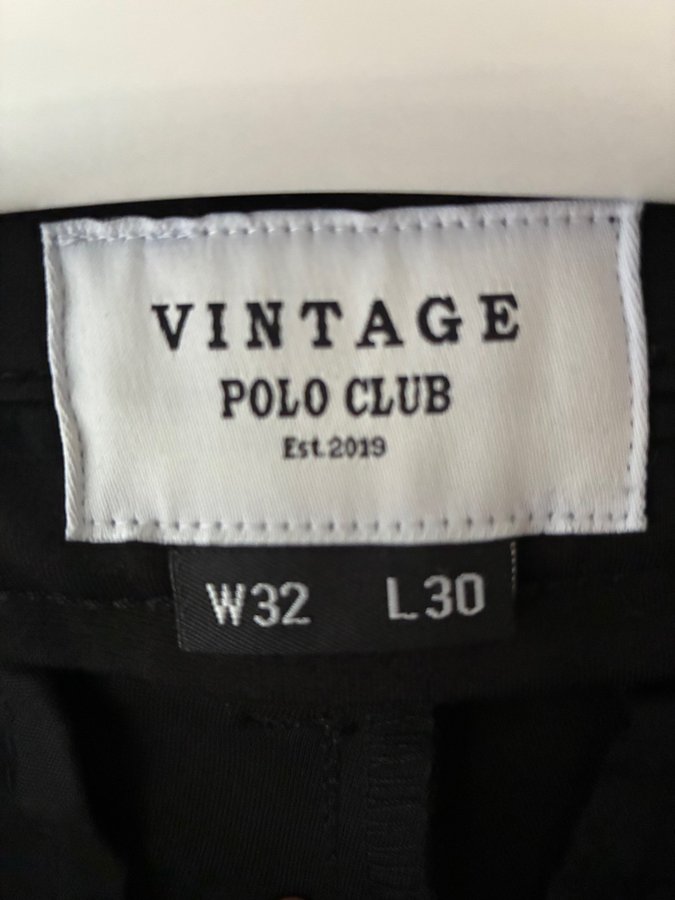 VINTAGE
POLO CLUB
Est.2019
W32 L30